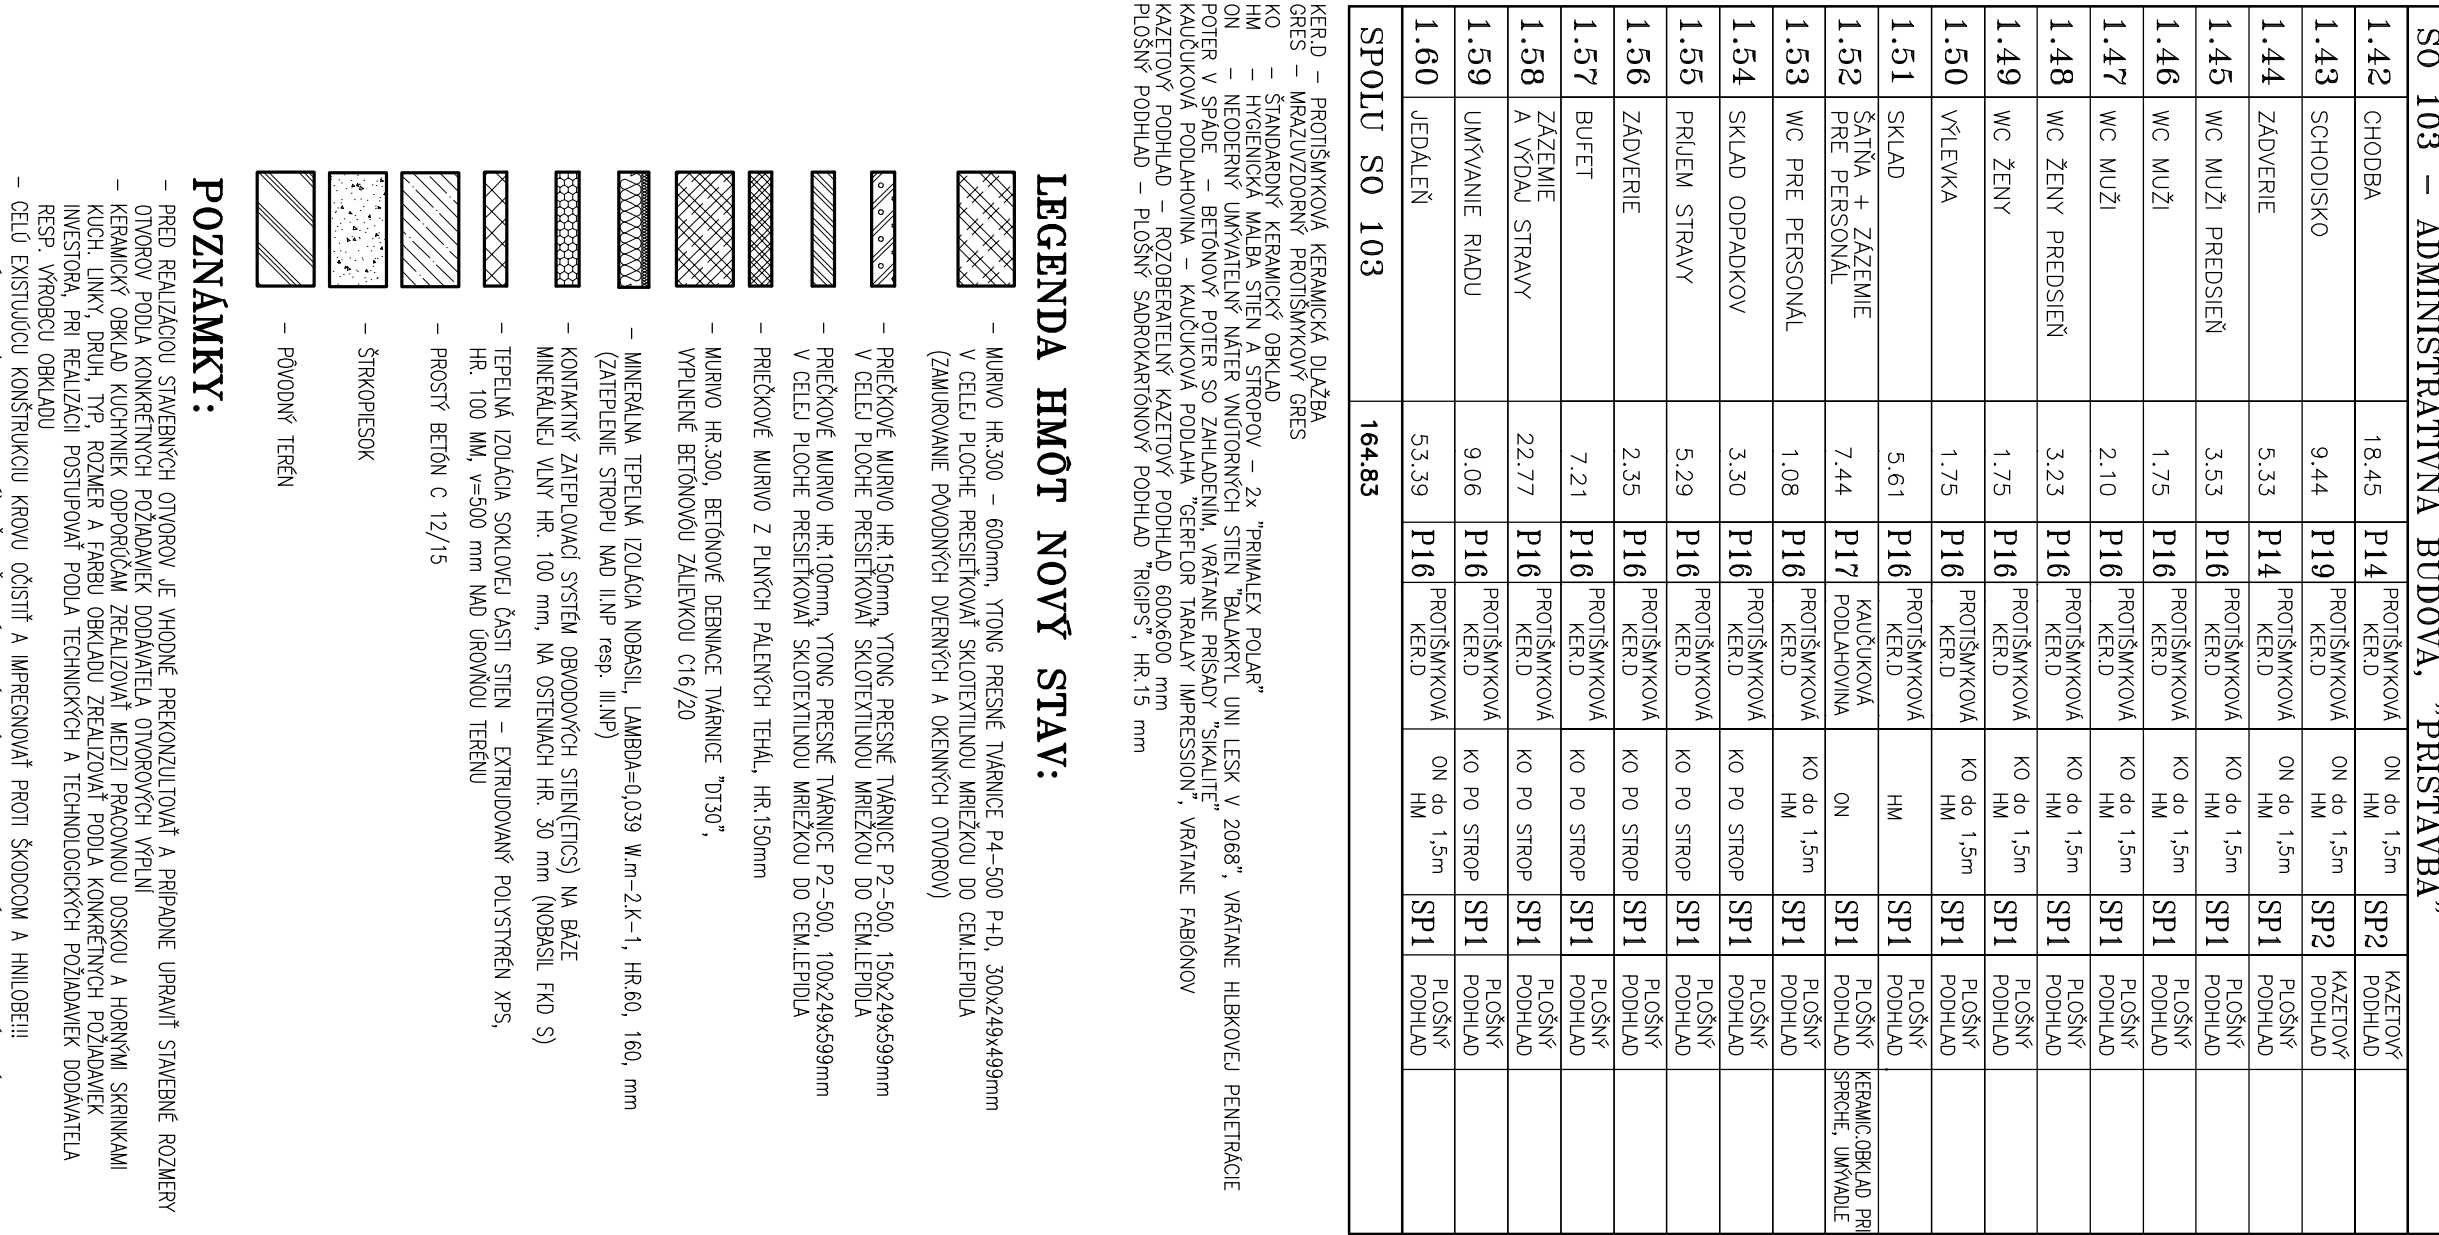 SO 103 – ADMINISTRATÍVNA BUDOVA, "PRÍSTAVBA"
1.42 CHODBA 18.45 P14 PROTIŠMYKOVÁ KER.D ON do 1,5m HM SP2 KAZETOVÝ PODHLAD
1.43 SCHODISKO 9.44 P19 PROTIŠMYKOVÁ KER.D ON do 1,5m HM SP2 KAZETOVÝ PODHLAD
1.44 ZÁDVERIE 5.33 P14 PROTIŠMYKOVÁ KER.D ON do 1,5m HM SP1 PLOŠNÝ PODHLAD
1.45 WC MUŽI PREDSIEŇ 3.53 P16 PROTIŠMYKOVÁ KER.D KO do 1,5m HM SP1 PLOŠNÝ PODHLAD
1.46 WC MUŽI 1.75 P16 PROTIŠMYKOVÁ KER.D KO do 1,5m HM SP1 PLOŠNÝ PODHLAD
1.47 WC MUŽI 2.10 P16 PROTIŠMYKOVÁ KER.D KO do 1,5m HM SP1 PLOŠNÝ PODHLAD
1.48 WC ŽENY PREDSIEŇ 3.23 P16 PROTIŠMYKOVÁ KER.D KO do 1,5m HM SP1 PLOŠNÝ PODHLAD
1.49 WC ŽENY 1.75 P16 PROTIŠMYKOVÁ KER.D KO do 1,5m HM SP1 PLOŠNÝ PODHLAD
1.50 VÝLEVKA 1.75 P16 PROTIŠMYKOVÁ KER.D KO do 1,5m HM SP1 PLOŠNÝ PODHLAD
1.51 SKLAD 5.61 P16 PROTIŠMYKOVÁ KER.D HM SP1 PLOŠNÝ PODHLAD
1.52 ŠATŇA + ZÁZEMIE PRE PERSONÁL 7.44 P17 KAUČUKOVÁ PODLAHOVINA ON SP1 PLOŠNÝ PODHLAD KERAMIC.OBKLAD PRI SPRCHE, UMÝVADLE
1.53 WC PRE PERSONÁL 1.08 P16 PROTIŠMYKOVÁ KER.D KO do 1,5m HM SP1 PLOŠNÝ PODHLAD
1.54 SKLAD ODPADKOV 3.30 P16 PROTIŠMYKOVÁ KER.D KO PO STROP SP1 PLOŠNÝ PODHLAD
1.55 PRÍJEM STRAVY 5.29 P16 PROTIŠMYKOVÁ KER.D KO PO STROP SP1 PLOŠNÝ PODHLAD
1.56 ZÁDVERIE 2.35 P16 PROTIŠMYKOVÁ KER.D KO PO STROP SP1 PLOŠNÝ PODHLAD
1.57 BUFET 7.21 P16 PROTIŠMYKOVÁ KER.D KO PO STROP SP1 PLOŠNÝ PODHLAD
1.58 ZÁZEMIE A VÝDAJ STRAVY 22.77 P16 PROTIŠMYKOVÁ KER.D KO PO STROP SP1 PLOŠNÝ PODHLAD
1.59 UMÝVANIE RIADU 9.06 P16 PROTIŠMYKOVÁ KER.D KO PO STROP SP1 PLOŠNÝ PODHLAD
1.60 JEDÁLEŇ 53.39 P16 PROTIŠMYKOVÁ KER.D ON do 1,5m HM SP1 PLOŠNÝ PODHLAD
SPOLU SO 103 164.83
KER.D – PROTIŠMYKOVÁ KERAMICKÁ DLAŽBA
GRES – MRAZUVZDORNÝ PROTIŠMYKOVÝ GRES
KO – ŠTANDARDNÝ KERAMICKÝ OBKLAD
HM – HYGIENICKÁ MALBA STIEN A STROPOV – 2x "PRIMALEX POLAR"
ON – NEODERNÝ UMÝVATELNÝ NÁTER VNÚTORNÝCH STIEN "BALAKRYL UNI LESK V 2068", VRÁTANE HLBKOVEJ PENETRÁCIE
POTER V SPÁDE – BETÓNOVÝ POTER SO ZAHLADENÍM, VRÁTANE PRÍSADY "SIKALITE"
KAUČUKOVÁ PODLAHOVINA – KAUČUKOVÁ PODLAHA "GERFLOR TARALAY IMPRESSION", VRÁTANE FABIÓNOV
KAZETOVÝ PODHLAD – ROZOBERATELNÝ KAZETOVÝ PODHLAD 600x600 mm
PLOŠNÝ PODHLAD – PLOŠNÝ SADROKARTÓNOVÝ PODHLAD "RIGIPS", HR.15 mm
LEGENDA HMÔT NOVÝ STAV:
– MURIVO HR.300 – 600mm, YTONG PRESNÉ TVÁRNICE P4–500 P+D, 300x249x499mm
V CELEJ PLOCHE PRESIEŤKOVAŤ SKLOTEXTILNOU MRIEŽKOU DO CEM.LEPIDLA
(ZAMUROVANIE PÔVODNÝCH DVERNÝCH A OKENNÝCH OTVOROV)
– PRIEČKOVÉ MURIVO HR.150mm, YTONG PRESNÉ TVÁRNICE P2–500, 150x249x599mm
V CELEJ PLOCHE PRESIEŤKOVAŤ SKLOTEXTILNOU MRIEŽKOU DO CEM.LEPIDLA
– PRIEČKOVÉ MURIVO HR.100mm, YTONG PRESNÉ TVÁRNICE P2–500, 100x249x599mm
V CELEJ PLOCHE PRESIEŤKOVAŤ SKLOTEXTILNOU MRIEŽKOU DO CEM.LEPIDLA
– PRIEČKOVÉ MURIVO Z PLNÝCH PÁLENÝCH TEHÁL, HR.150mm
– MURIVO HR.300, BETÓNOVÉ DEBNIACE TVÁRNICE "DT30",
VYPLNENÉ BETÓNOVÓU ZÁLIEVKOU C16/20
– MINERÁLNA TEPELNÁ IZOLÁCIA NOBASIL, LAMBDA=0,039 W.m–2.K–1, HR.60, 160, mm
(ZATEPLENIE STROPU NAD II.NP resp. III.NP)
– KONTAKTNÝ ZATEPLOVACÍ SYSTÉM OBVODOVÝCH STIEN(ETICS) NA BÁZE
MINERÁLNEJ VLNY HR. 100 mm, NA OSTENIACH HR. 30 mm (NOBASIL FKD S)
– TEPELNÁ IZOLÁCIA SOKLOVEJ ČASTI STIEN – EXTRUDOVANÝ POLYSTYRÉN XPS,
HR. 100 MM, v=500 mm NAD ÚROVŇOU TERÉNU
– PROSTÝ BETÓN C 12/15
– ŠTRKOPIESOK
– PÔVODNÝ TERÉN
POZNÁMKY:
– PRED REALIZÁCIOU STAVEBNÝCH OTVOROV JE VHODNÉ PREKONZULTOVAŤ A PRÍPADNE UPRAVIŤ STAVEBNÉ ROZMERY
OTVOROV PODLA KONKRÉTNYCH POŽIADAVIEK DODÁVATELA OTVOROVÝCH VÝPLNÍ
– KERAMICKÝ OBKLAD KUCHYNIEK ODPORÚČAM ZREALIZOVAŤ MEDZI PRACOVNOU DOSKOU A HORNÝMI SKRINKAMI
KUCH. LINKY, DRUH, TYP, ROZMER A FARBU OBKLADU ZREALIZOVAŤ PODLA KONKRÉTNYCH POŽIADAVIEK
INVESTORA, PRI REALIZÁCII POSTUPOVAŤ PODLA TECHNICKÝCH A TECHNOLOGICKÝCH POŽIADAVIEK DODÁVATELA
RESP. VÝROBCU OBKLADU
– CELÚ EXISTUJÚCU KONŠTRUKCIU KROVU OČISTIŤ A IMPREGNOVAŤ PROTI ŠKODCOM A HNILOBE!!!